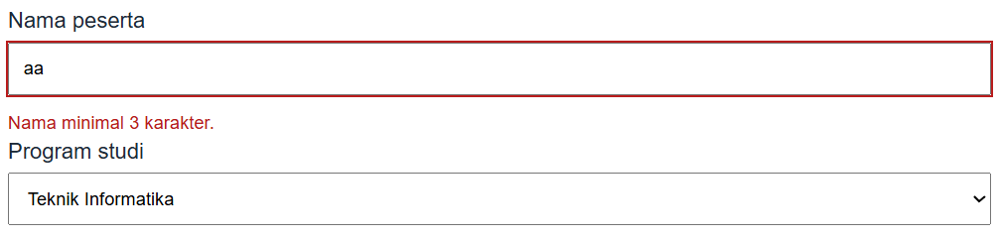 Nama peserta
aa
Nama minimal 3 karakter.
Program studi
Teknik Informatika